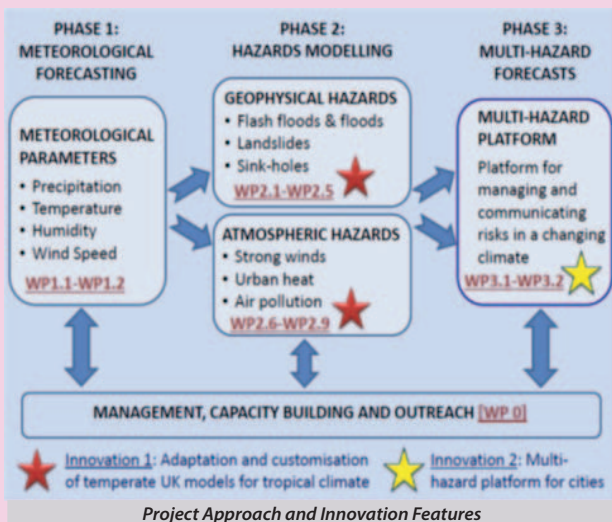 PHASE 1:
METEOROLOGICAL
FORECASTING
METEOROLOGICAL
PARAMETERS
• Precipitation
• Temperature
• Humidity
• Wind Speed
WP1.1-WP1.2
PHASE 2:
HAZARDS MODELLING
GEOPHYSICAL HAZARDS
• Flash floods & floods
• Landslides
• Sink-holes
WP2.1-WP2.5
ATMOSPHERIC HAZARDS
• Strong winds
• Urban heat
• Air pollution
WP2.6-WP2.9
PHASE 3:
MULTI-HAZARD
FORECASTS
MULTI-HAZARD
PLATFORM
Platform for
managing and
communicating
risks in a changing
climate
WP3.1-WP3.2
MANAGEMENT, CAPACITY BUILDING AND OUTREACH [WP 0]
Innovation 1: Adaptation and customisation
of temperate UK models for tropical climate
Innovation 2: Multi-
hazard platform for cities
Project Approach and Innovation Features